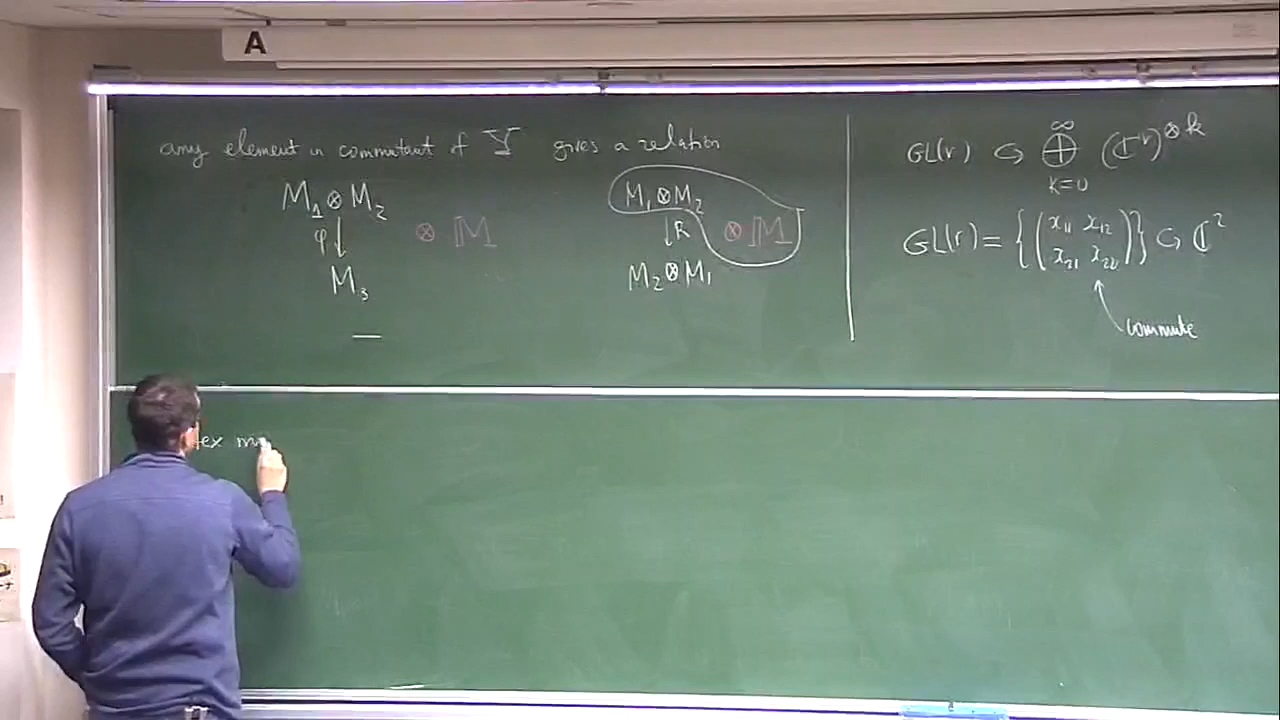 A
any element in commutant of Y gives a relation
M₁ ⊗ M₂
φ ↓ ⊗ 𝕄
M₃
M₁ ⊗ M₂
↓ R ⊗ 𝕄
M₂ ⊗ M₁
GL(r) ↪ ⊕ (ℂʳ)^{⊗k}
∞
k=0
GL(r) = {(x₁₁ x₁₂
x₂₁ x₂₂)} ↪ ℂ²
commute